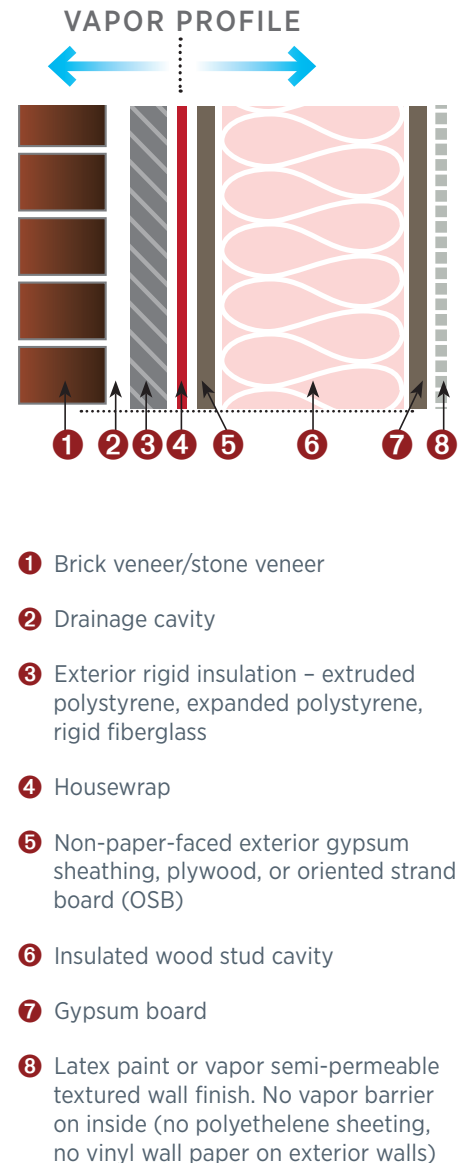 VAPOR PROFILE
1 2 3 4 5 6 7 8
1 Brick veneer/stone veneer
2 Drainage cavity
3 Exterior rigid insulation – extruded
polystyrene, expanded polystyrene,
rigid fiberglass
4 Housewrap
5 Non-paper-faced exterior gypsum
sheathing, plywood, or oriented strand
board (OSB)
6 Insulated wood stud cavity
7 Gypsum board
8 Latex paint or vapor semi-permeable
textured wall finish. No vapor barrier
on inside (no polyethelene sheeting,
no vinyl wall paper on exterior walls)